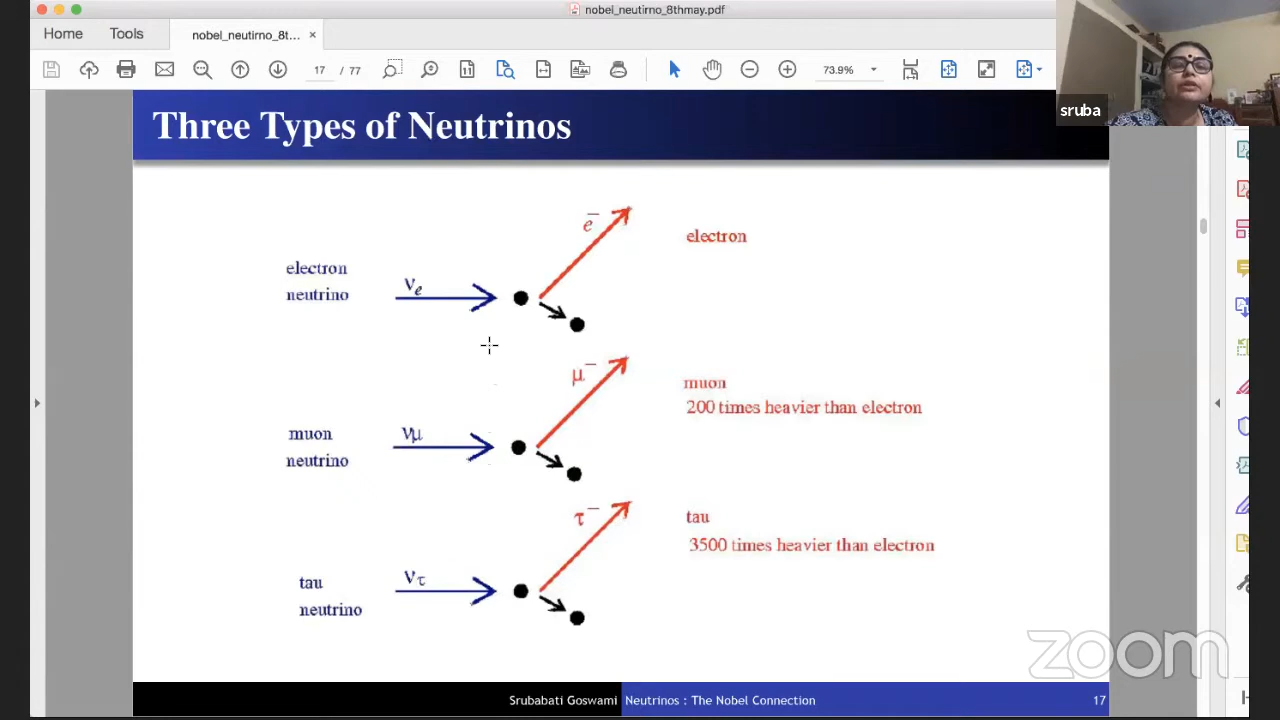 nobel_neutirno_8thmay.pdf
Home
Tools
nobel_neutirno_8t...
×
17 / 77
73.9%
sruba
Three Types of Neutrinos
e⁻
electron
electron
neutrino
νe
μ⁻
muon
200 times heavier than electron
muon
neutrino
νμ
τ⁻
tau
3500 times heavier than electron
tau
neutrino
ντ
zoom
Srubabati Goswami
Neutrinos : The Nobel Connection
17